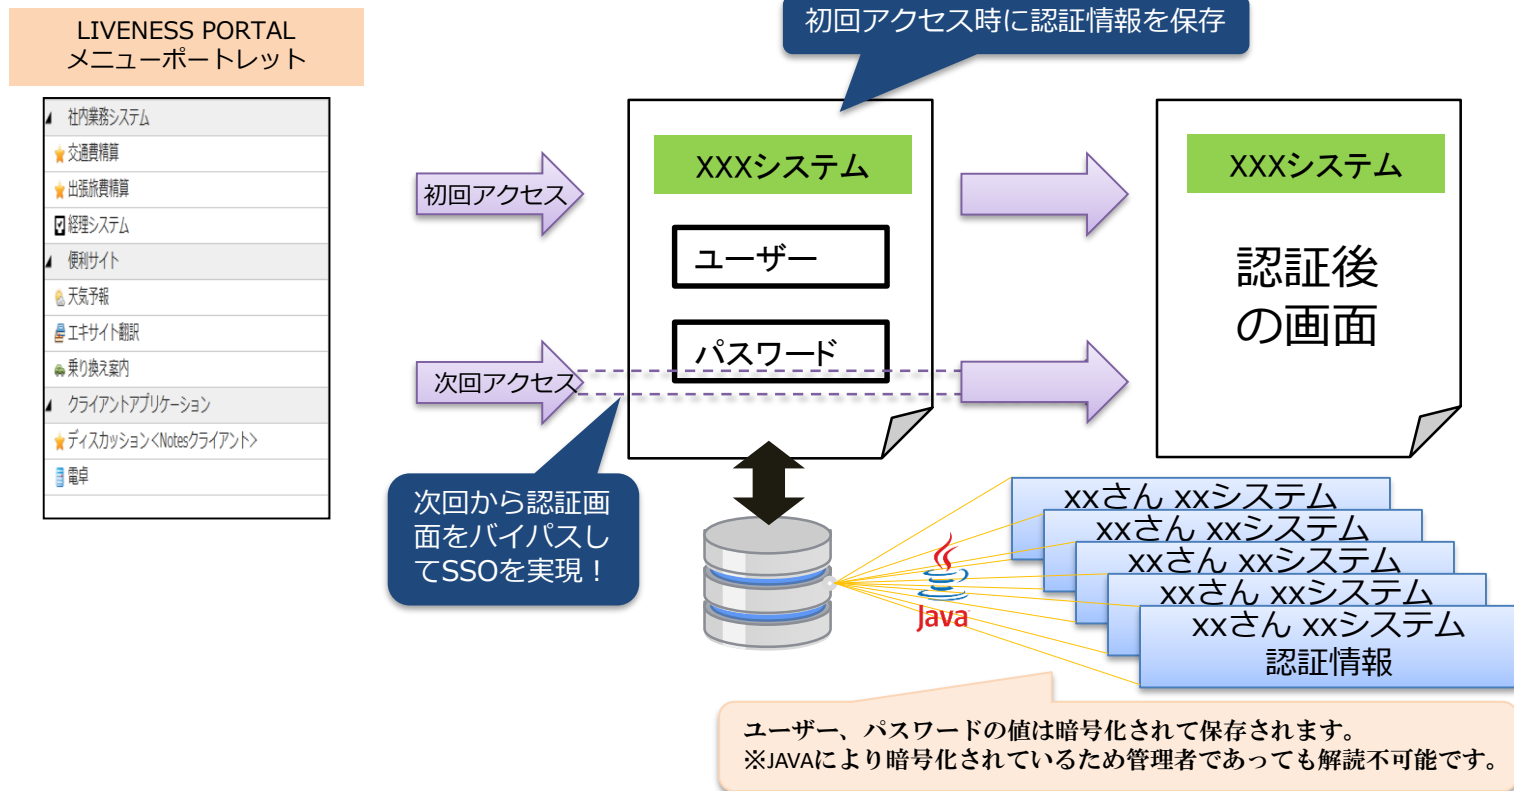 LIVENESS PORTAL
メニューポートレット
社内業務システム
交通費精算
出張旅費精算
経理システム
便利サイト
天気予報
エキサイト翻訳
乗り換え案内
クライアントアプリケーション
ディスカッション<Notesクライアント>
電卓
初回アクセス時に認証情報を保存
初回アクセス
次回アクセス
XXXシステム
ユーザー
パスワード
XXXシステム
認証後
の画面
次回から認証画
面をバイパスし
てSSOを実現！
Java
xxさん xxシステム
xxさん xxシステム
xxさん xxシステム
xxさん xxシステム
xxさん xxシステム
認証情報
ユーザー、パスワードの値は暗号化されて保存されます。
※JAVAにより暗号化されているため管理者であっても解読不可能です。